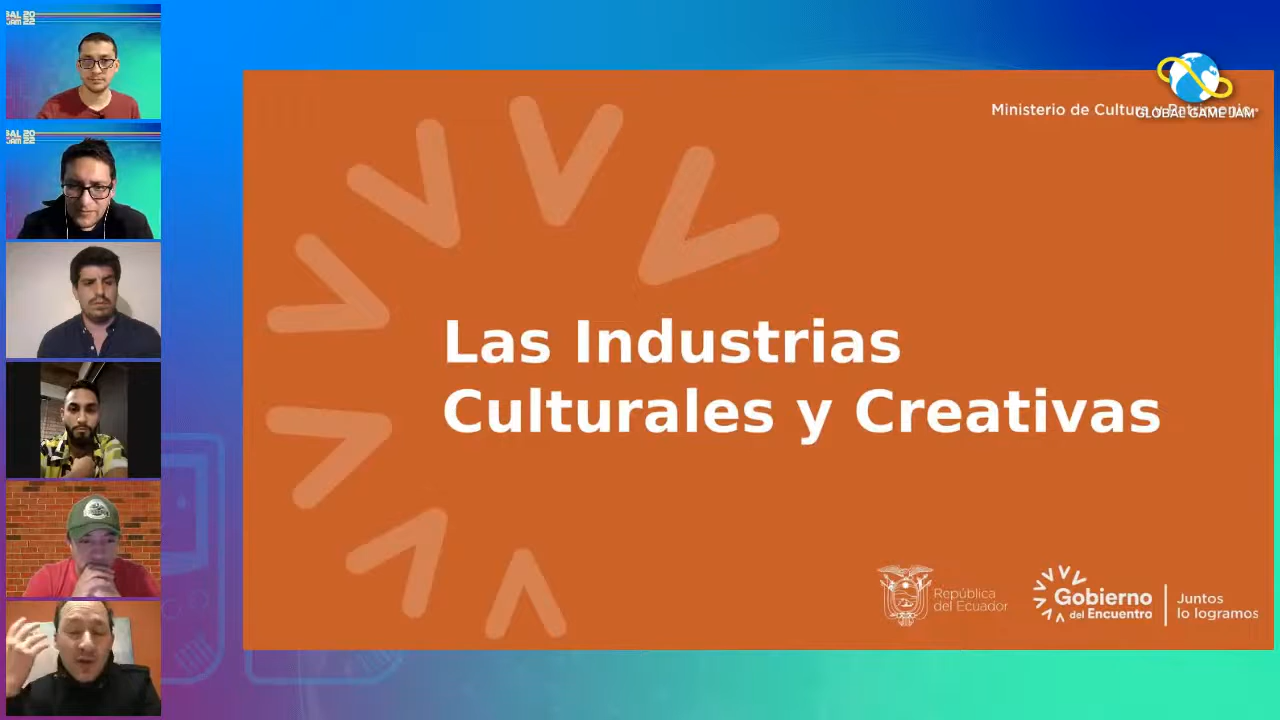 Ministerio de Cultura y Patrimonio
GLOBAL GAME JAM
Las Industrias
Culturales y Creativas
República
del Ecuador
Gobierno
del Encuentro
Juntos
lo logramos